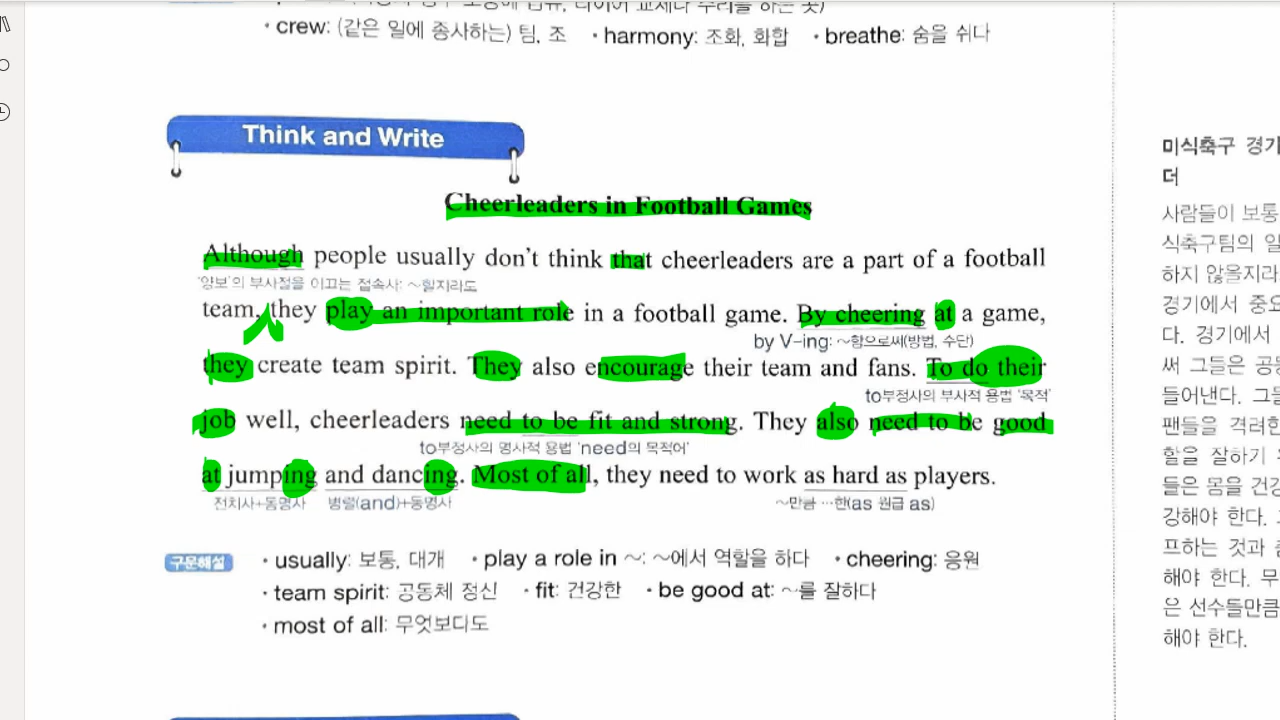 • crew: (같은 일에 종사하는) 팀, 조 • harmony: 조화, 화합 • breathe: 숨을 쉬다
Think and Write
Cheerleaders in Football Games
Although people usually don't think that cheerleaders are a part of a football
'양보'의 부사절을 이끄는 접속사: ~할지라도
team, they play an important role in a football game. By cheering at a game,
by V-ing: ~함으로써(방법, 수단)
they create team spirit. They also encourage their team and fans. To do their
to부정사의 부사적 용법 '목적'
job well, cheerleaders need to be fit and strong. They also need to be good
to부정사의 명사적 용법 'need의 목적어'
at jumping and dancing. Most of all, they need to work as hard as players.
전치사+동명사 병렬(and)+동명사 ~만큼 …한(as 원급 as)
구문해설 • usually: 보통, 대개 • play a role in ~: ~에서 역할을 하다 • cheering: 응원
• team spirit: 공동체 정신 • fit: 건강한 • be good at: ~를 잘하다
• most of all: 무엇보다도
미식축구 경기
더
사람들이 보통
식축구팀의 일
하지 않을지라
경기에서 중요
다. 경기에서
써 그들은 공동
들어낸다. 그들
팬들을 격려한
할을 잘하기
들은 몸을 건강
강해야 한다.
프하는 것과
해야 한다. 무
은 선수들만큼
해야 한다.